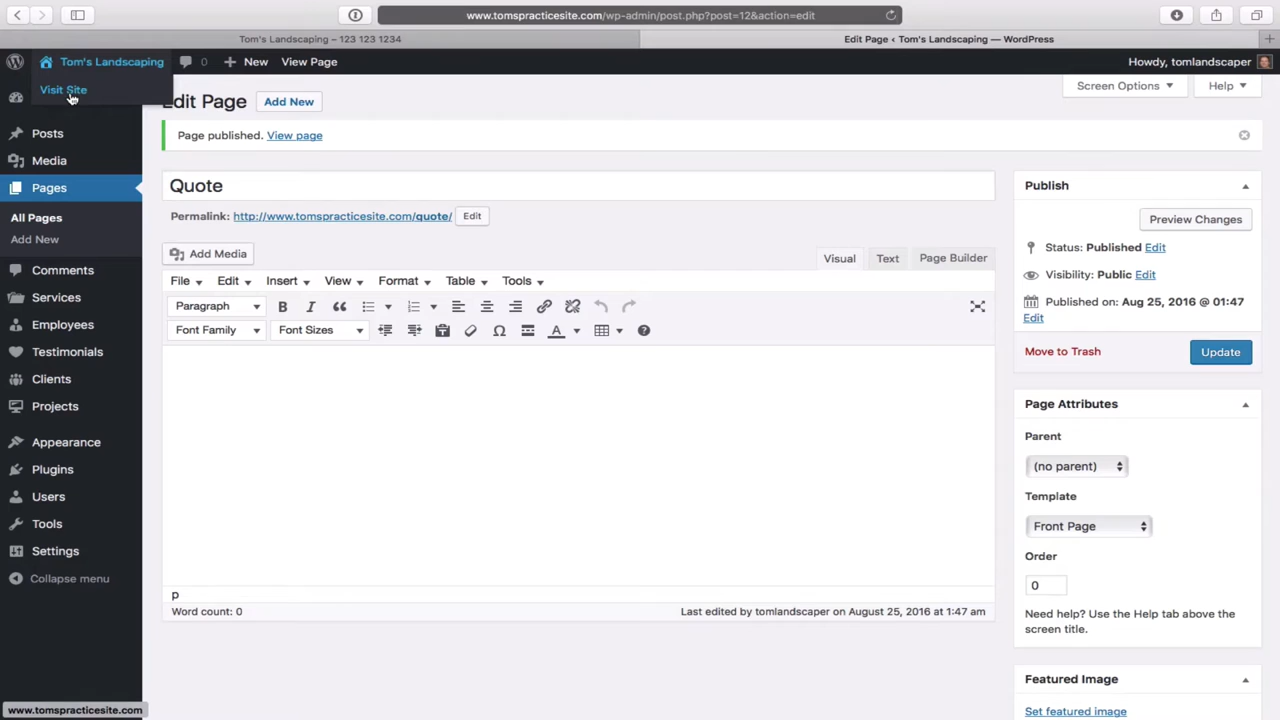 www.tomspracticesite.com/wp-admin/post.php?post=12&action=edit
Tom's Landscaping – 123 123 1234
Edit Page ‹ Tom's Landscaping — WordPress
Tom's Landscaping
0
New
View Page
Howdy, tomlandscaper
Visit Site
Edit Page
Add New
Screen Options
Help
Page published. View page
Posts
Media
Pages
All Pages
Add New
Comments
Services
Employees
Testimonials
Clients
Projects
Appearance
Plugins
Users
Tools
Settings
Collapse menu
Quote
Permalink: http://www.tomspracticesite.com/quote/
Edit
Add Media
Visual
Text
Page Builder
File
Edit
Insert
View
Format
Table
Tools
Paragraph
Font Family
Font Sizes
p
Word count: 0
Last edited by tomlandscaper on August 25, 2016 at 1:47 am
Publish
Preview Changes
Status: Published Edit
Visibility: Public Edit
Published on: Aug 25, 2016 @ 01:47
Edit
Move to Trash
Update
Page Attributes
Parent
(no parent)
Template
Front Page
Order
0
Need help? Use the Help tab above the
screen title.
Featured Image
Set featured image
www.tomspracticesite.com